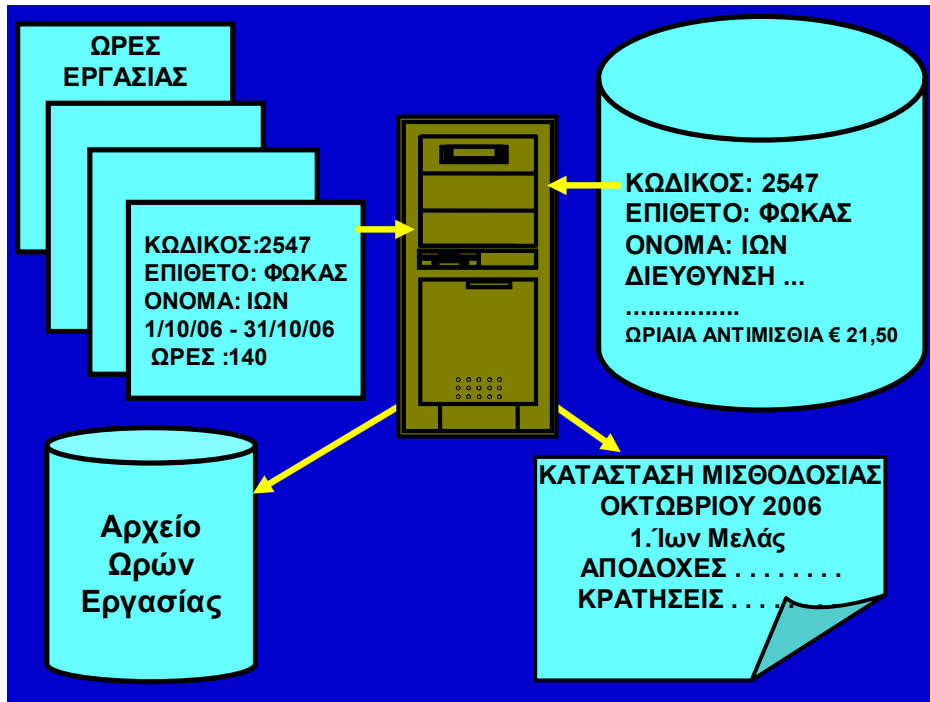 ΩΡΕΣ
ΕΡΓΑΣΙΑΣ
ΚΩΔΙΚΟΣ:2547
ΕΠΙΘΕΤΟ: ΦΩΚΑΣ
ΟΝΟΜΑ: ΙΩΝ
1/10/06 - 31/10/06
ΩΡΕΣ :140
ΚΩΔΙΚΟΣ: 2547
ΕΠΙΘΕΤΟ: ΦΩΚΑΣ
ΟΝΟΜΑ: ΙΩΝ
ΔΙΕΥΘΥΝΣΗ ...
................
ΩΡΙΑΙΑ ΑΝΤΙΜΙΣΘΙΑ € 21,50
Αρχείο
Ωρών
Εργασίας
ΚΑΤΑΣΤΑΣΗ ΜΙΣΘΟΔΟΣΙΑΣ
ΟΚΤΩΒΡΙΟΥ 2006
1.Ίων Μελάς
ΑΠΟΔΟΧΕΣ . . . . . . . .
ΚΡΑΤΗΣΕΙΣ . . . . . . . .